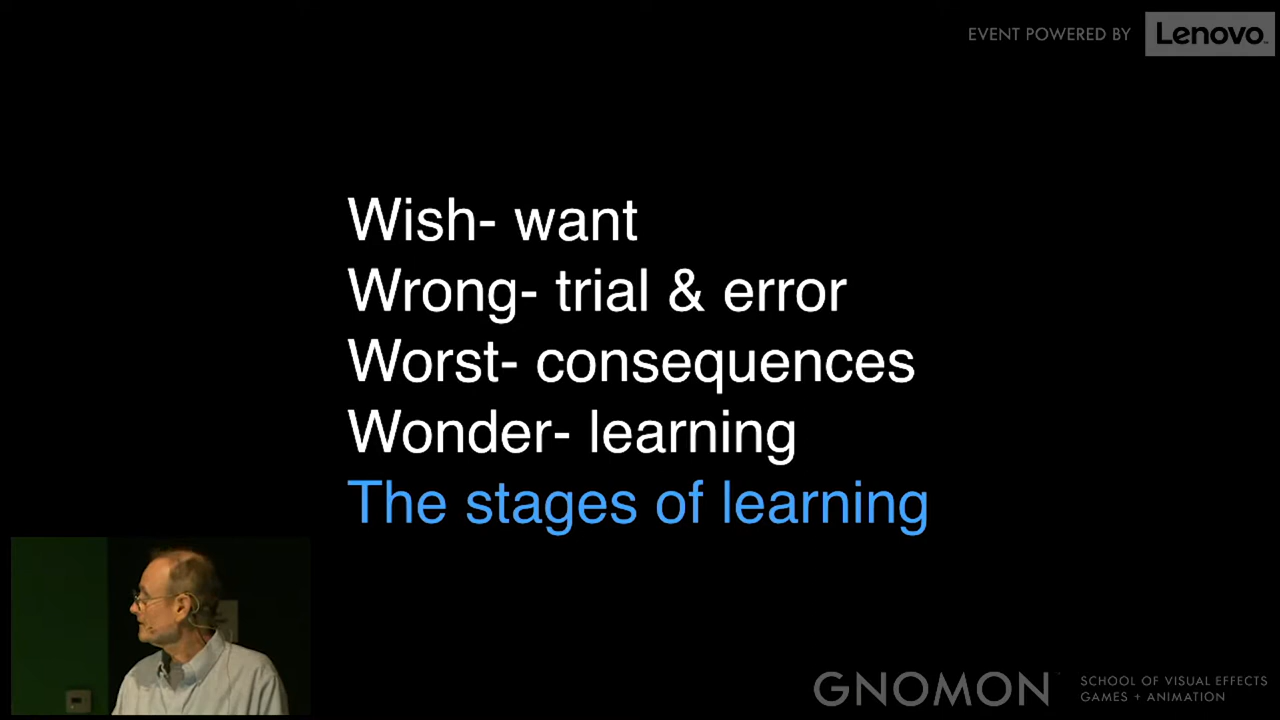 EVENT POWERED BY Lenovo
Wish- want
Wrong- trial & error
Worst- consequences
Wonder- learning
The stages of learning
GNOMON
SCHOOL OF VISUAL EFFECTS
GAMES + ANIMATION